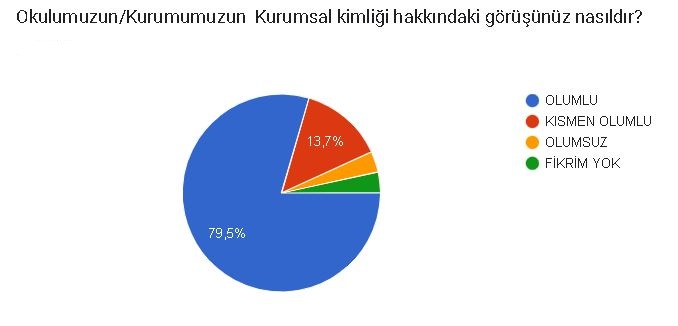 Okulumuzun/Kurumumuzun Kurumsal kimliği hakkındaki görüşünüz nasıldır?
OLUMLU
KISMEN OLUMLU
OLUMSUZ
FİKRİM YOK
13,7%
79,5%